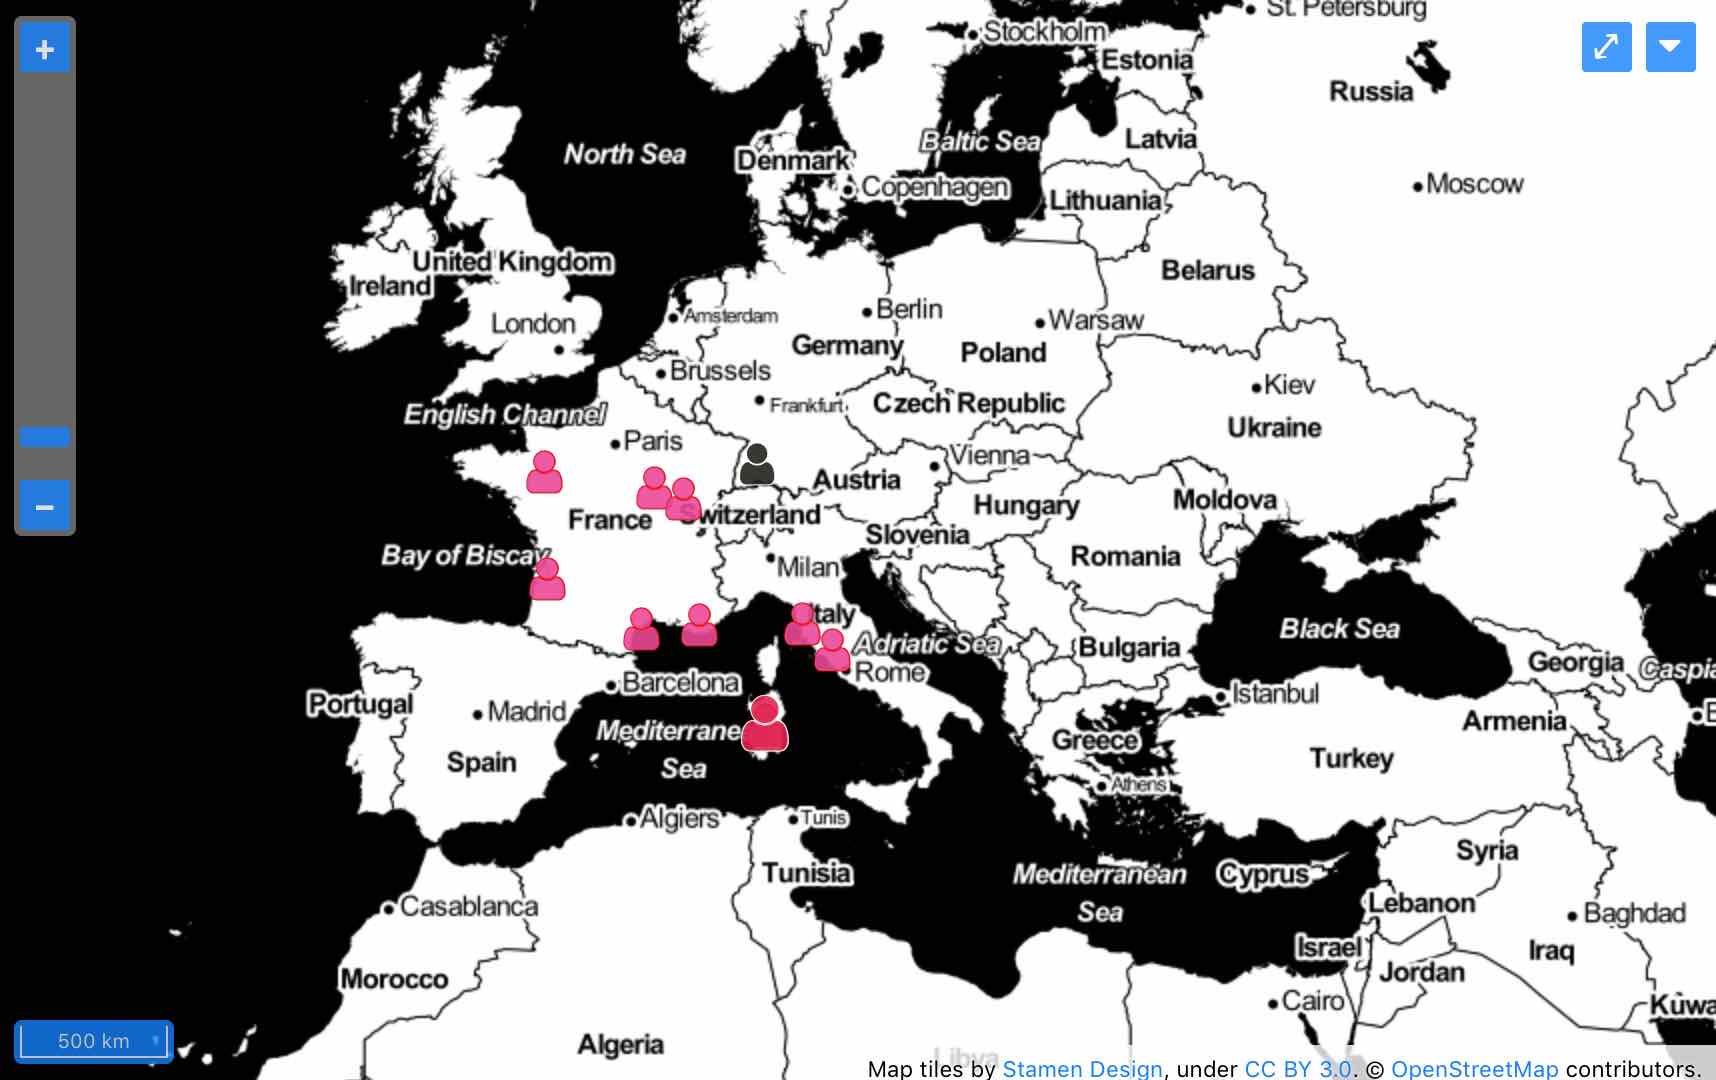 St. Petersburg
Stockholm
Estonia
Russia
North Sea
Baltic Sea
Latvia
Denmark
Copenhagen
Moscow
Lithuania
United Kingdom
Ireland
Belarus
London
Amsterdam
Berlin
Warsaw
Germany
Poland
Brussels
Kiev
Frankfurt
Czech Republic
English Channel
Ukraine
Paris
Vienna
Austria
Hungary
Moldova
France
Switzerland
Slovenia
Bay of Biscay
Romania
Milan
Italy
Black Sea
Adriatic Sea
Bulgaria
Georgia
Caspia
Rome
Barcelona
Istanbul
Portugal
Madrid
Armenia
B
Mediterrane
Sea
Greece
Spain
Turkey
Athens
Algiers
Tunis
Syria
Tunisia
Mediterranean
Sea
Cyprus
Lebanon
Casablanca
Baghdad
Israel
Iraq
Jordan
Morocco
Cairo
Kuwa
500 km
Algeria
Libya
Map tiles by Stamen Design, under CC BY 3.0. © OpenStreetMap contributors.